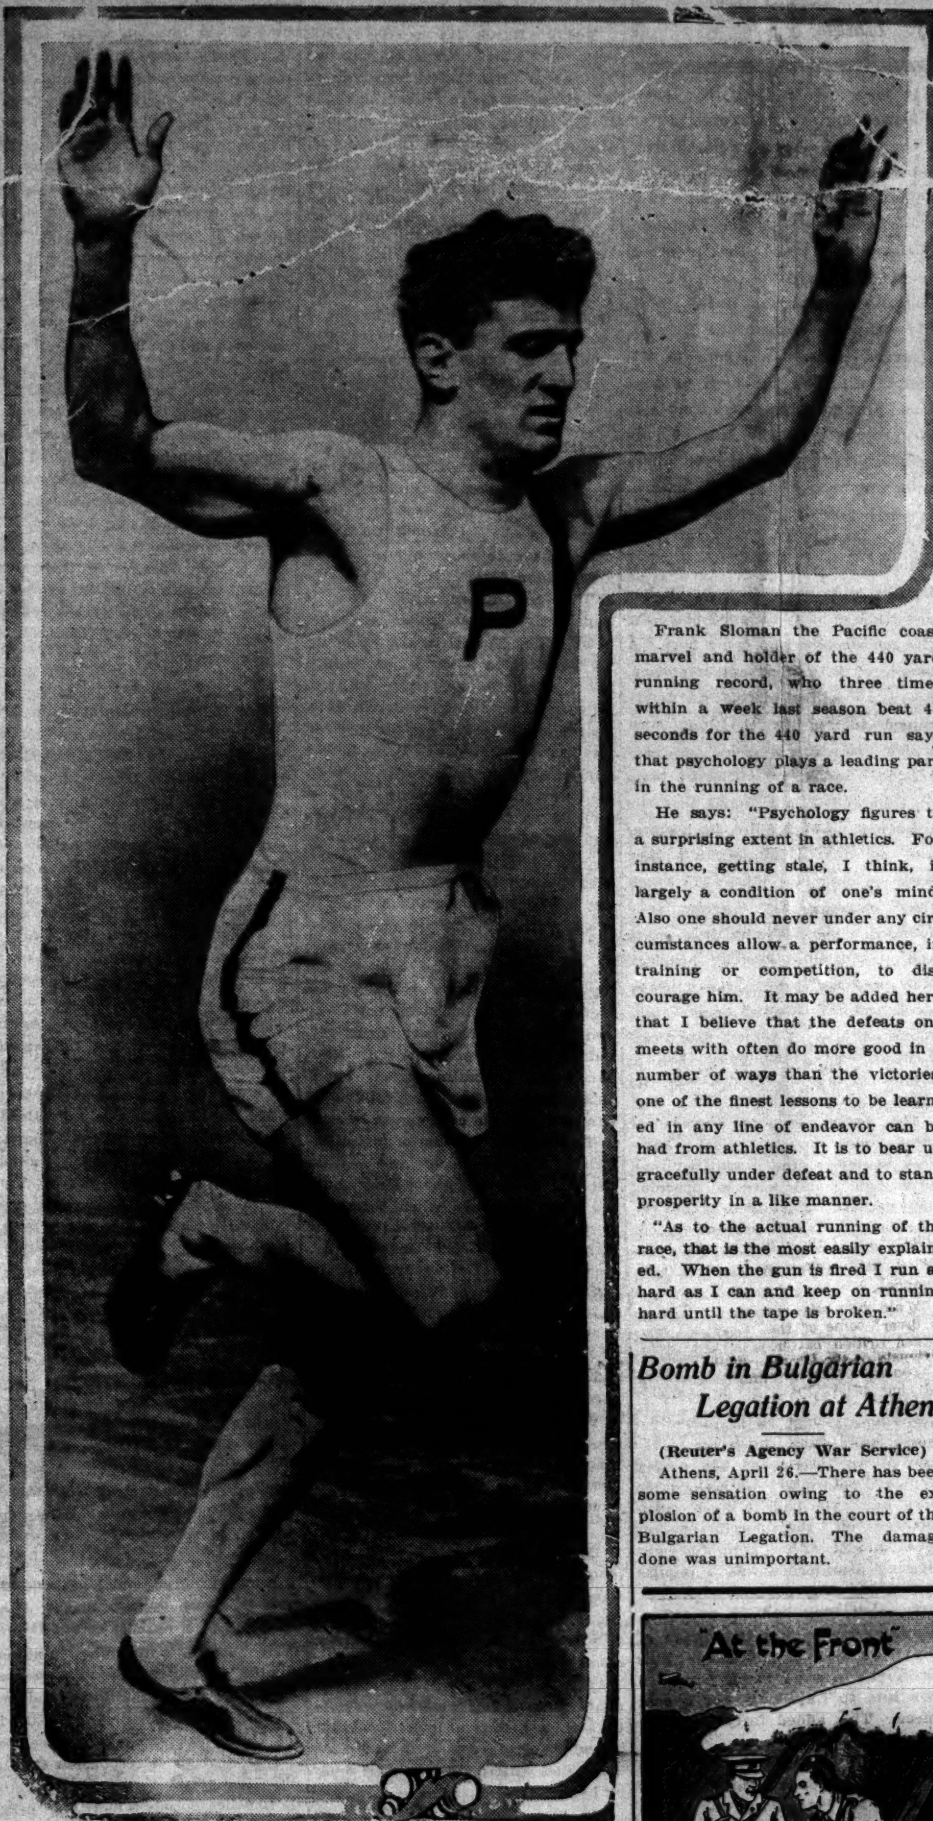 P
Frank Sloman the Pacific coas
marvel and holder of the 440 yar
running record, who three time
within a week last season beat 4
seconds for the 440 yard run say
that psychology plays a leading par
in the running of a race.
He says: "Psychology figures t
a surprising extent in athletics. Fo
instance, getting stale, I think, i
largely a condition of one's mind
Also one should never under any cir
cumstances allow a performance, i
training or competition, to dis
courage him. It may be added her
that I believe that the defeats on
meets with often do more good in
number of ways than the victorie
one of the finest lessons to be learn
ed in any line of endeavor can b
had from athletics. It is to bear u
gracefully under defeat and to stan
prosperity in a like manner.
"As to the actual running of th
race, that is the most easily explain
ed. When the gun is fired I run a
hard as I can and keep on runnin
hard until the tape is broken."
Bomb in Bulgarian
Legation at Athen
(Reuter's Agency War Service)
Athens, April 26.—There has bee
some sensation owing to the ex
plosion of a bomb in the court of th
Bulgarian Legation. The damag
done was unimportant.
"At the Front"